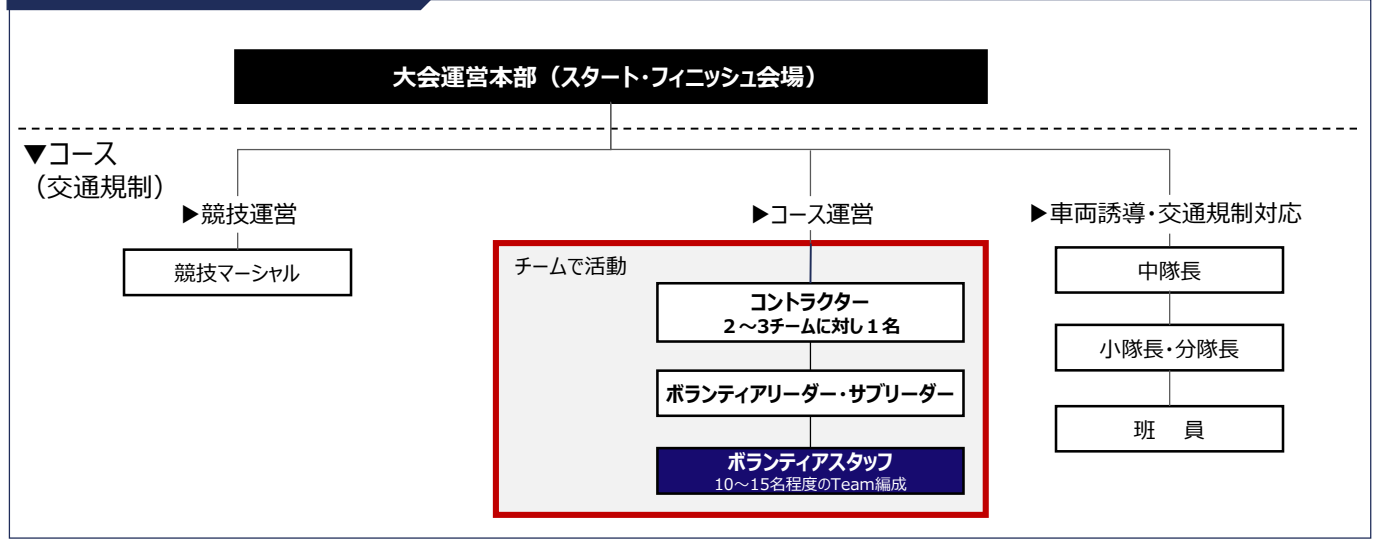 大会運営本部（スタート・フィニッシュ会場）
▼コース
（交通規制）
▶競技運営
競技マーシャル
▶コース運営
チームで活動
コントラクター
２～3チームに対し１名
ボランティアリーダー・サブリーダー
ボランティアスタッフ
10～15名程度のTeam編成
▶車両誘導・交通規制対応
中隊長
小隊長・分隊長
班　員